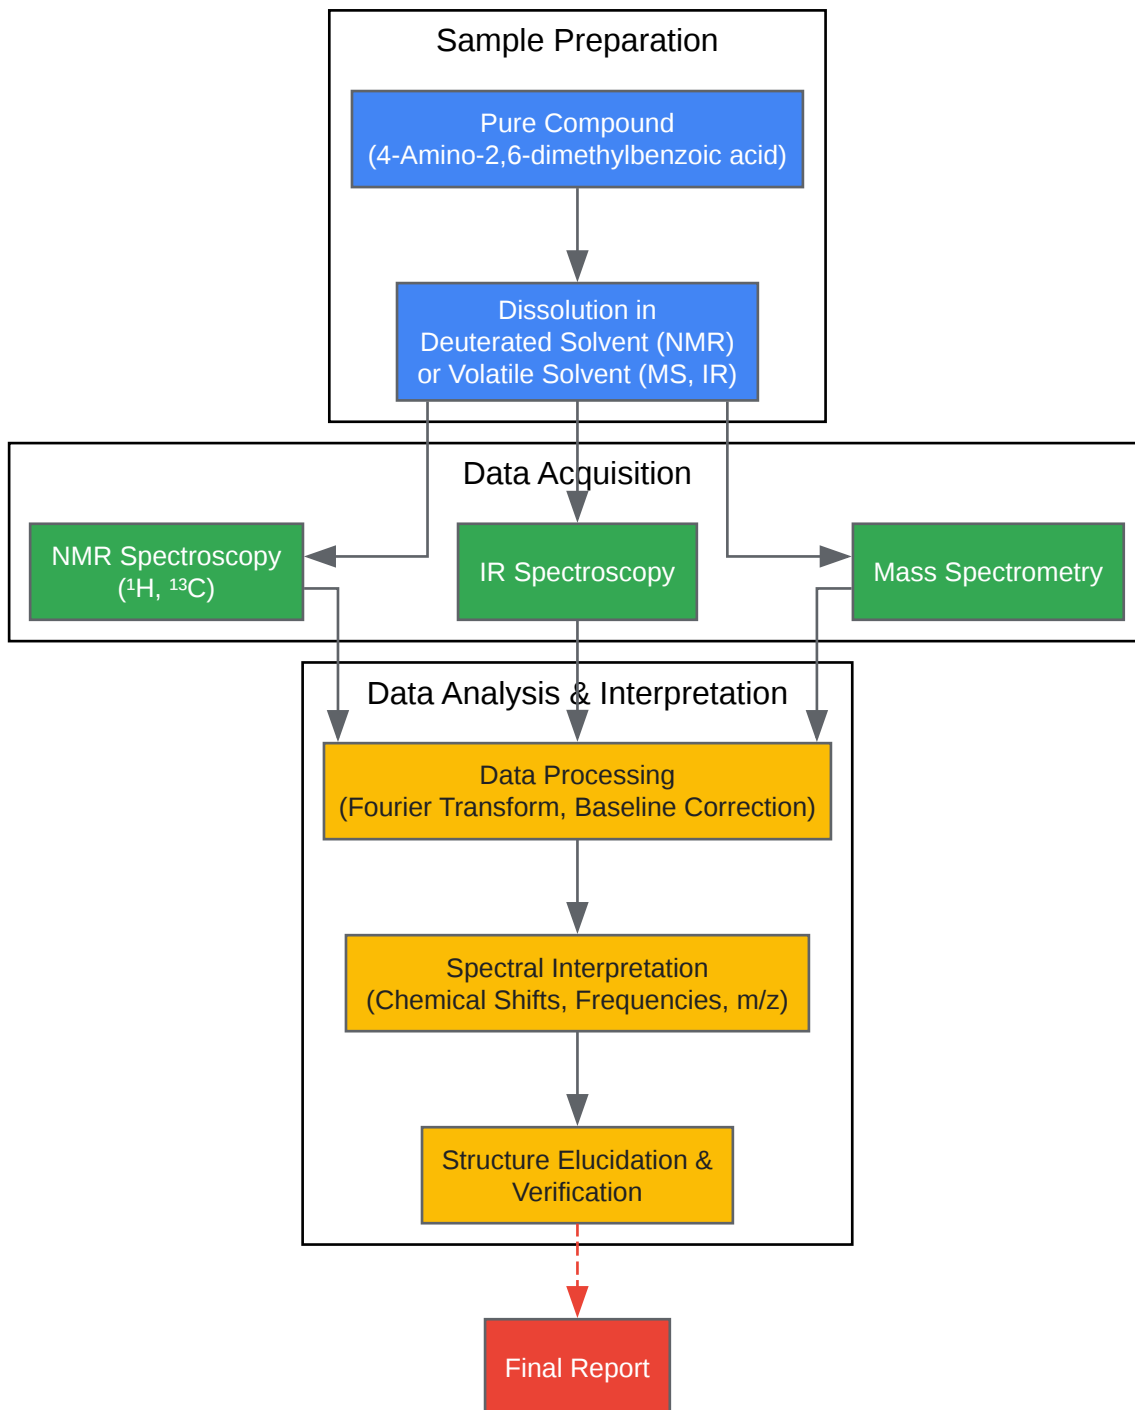 Sample Preparation
Pure Compound
(4-Amino-2,6-dimethylbenzoic acid)
Dissolution in
Deuterated Solvent (NMR)
or Volatile Solvent (MS, IR)
Data Acquisition
NMR Spectroscopy
(¹H, ¹³C)
IR Spectroscopy
Mass Spectrometry
Data Analysis & Interpretation
Data Processing
(Fourier Transform, Baseline Correction)
Spectral Interpretation
(Chemical Shifts, Frequencies, m/z)
Structure Elucidation &
Verification
Final Report